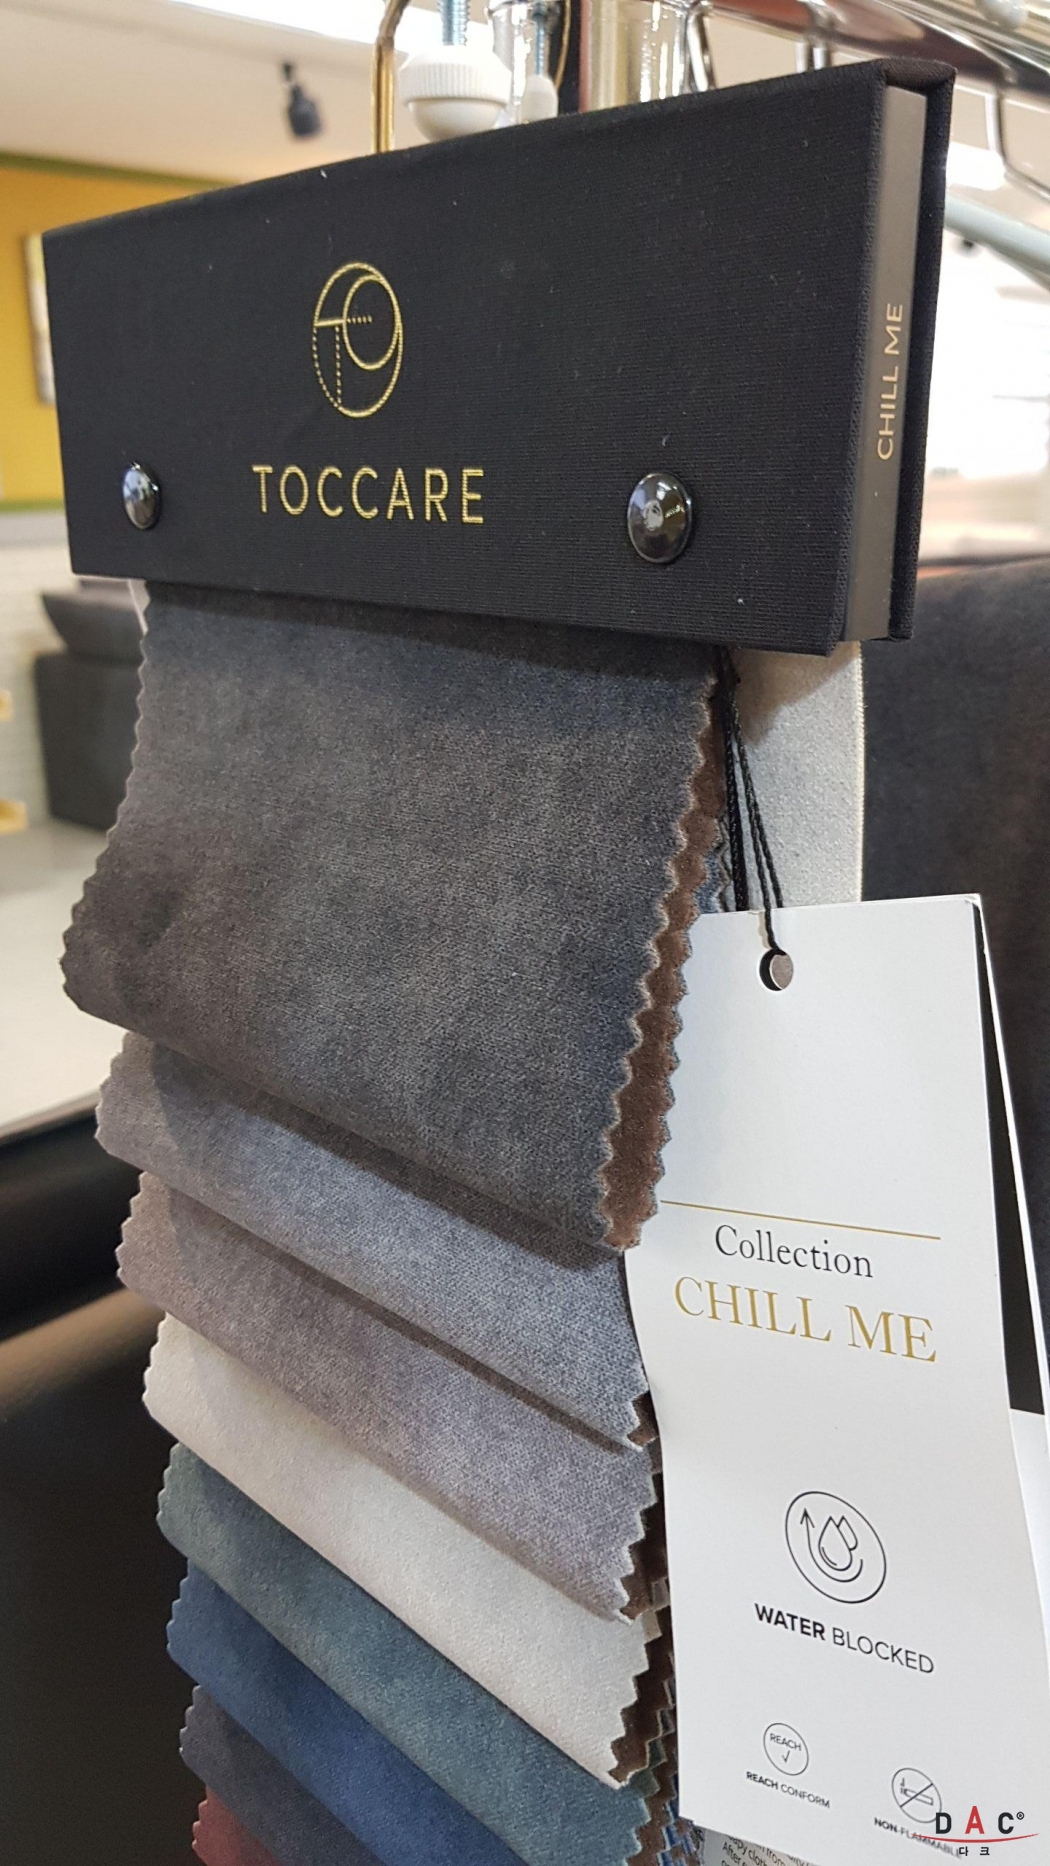 TOCCARE
CHILL ME
Collection
CHILL ME
WATER BLOCKED
REACH
REACH CONFORM
NON-FLAMMABLE
DAC®
다크